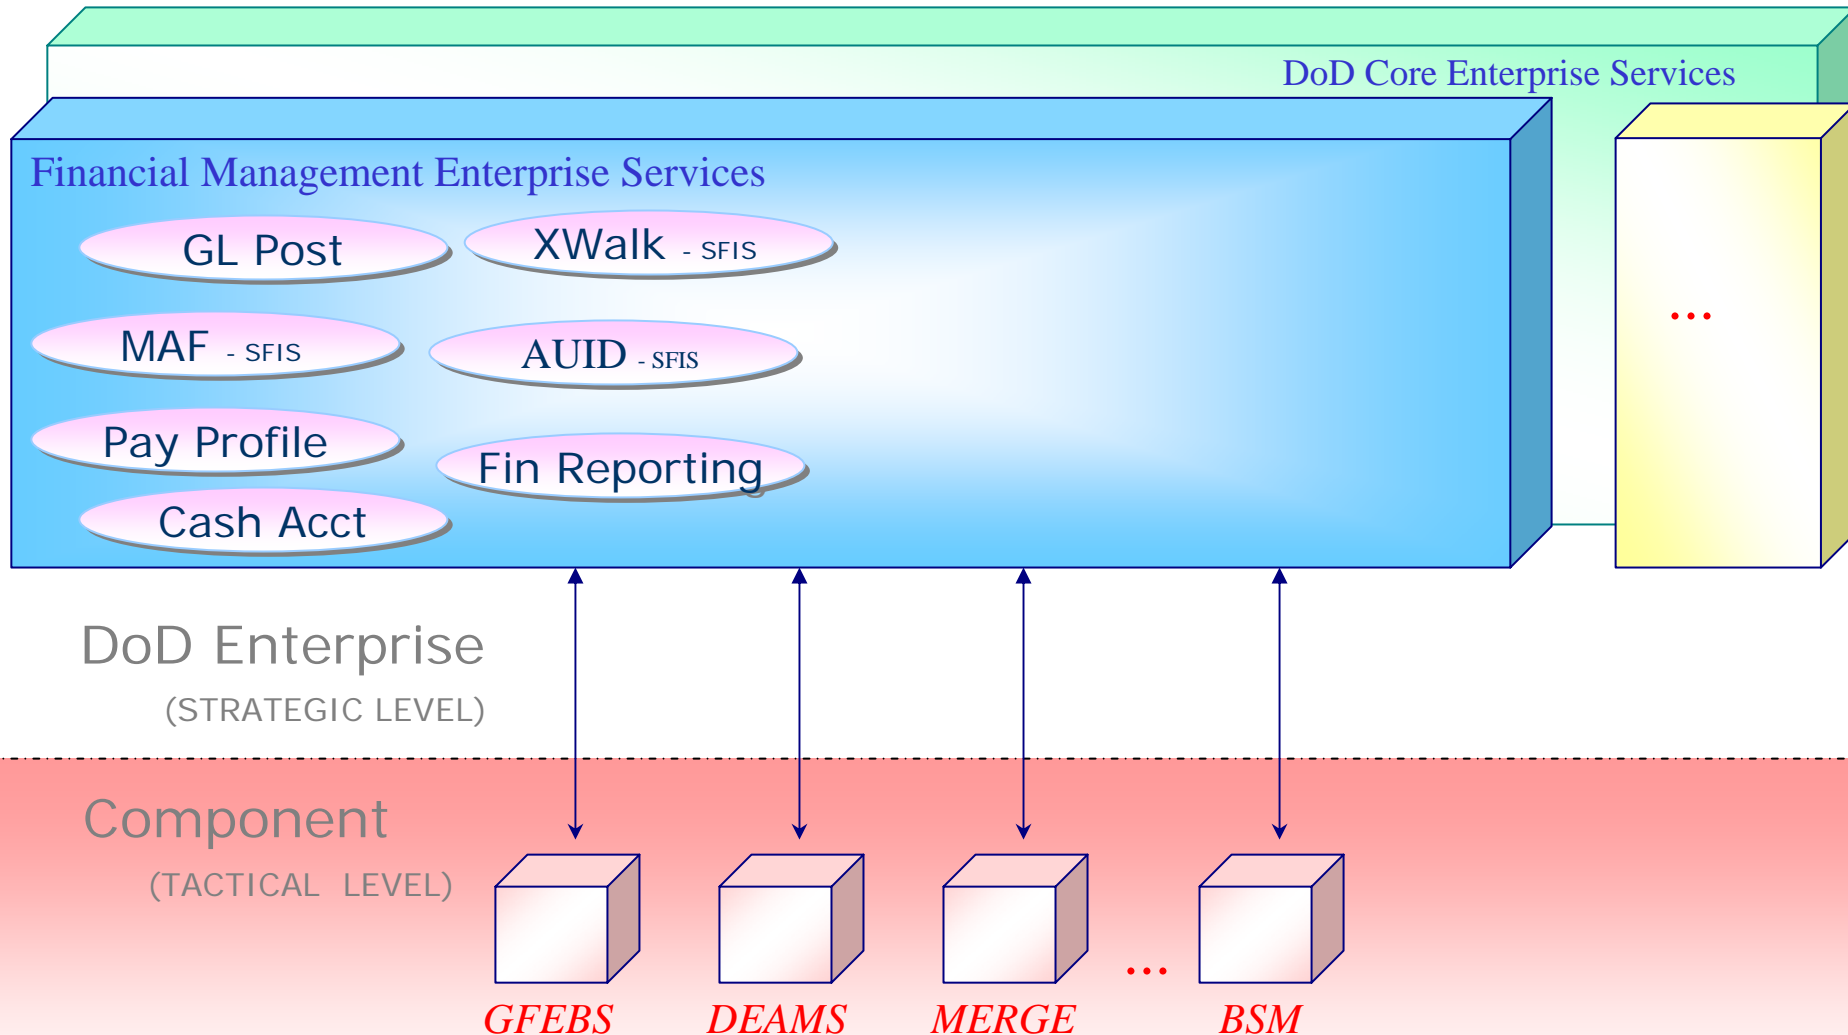 DoD Core Enterprise Services
Financial Management Enterprise Services
GL Post
XWalk - SFIS
MAF - SFIS
AUID - SFIS
Pay Profile
Fin Reporting
Cash Acct
...
DoD Enterprise
(STRATEGIC LEVEL)
Component
(TACTICAL LEVEL)
...
GFEBS DEAMS MERGE BSM